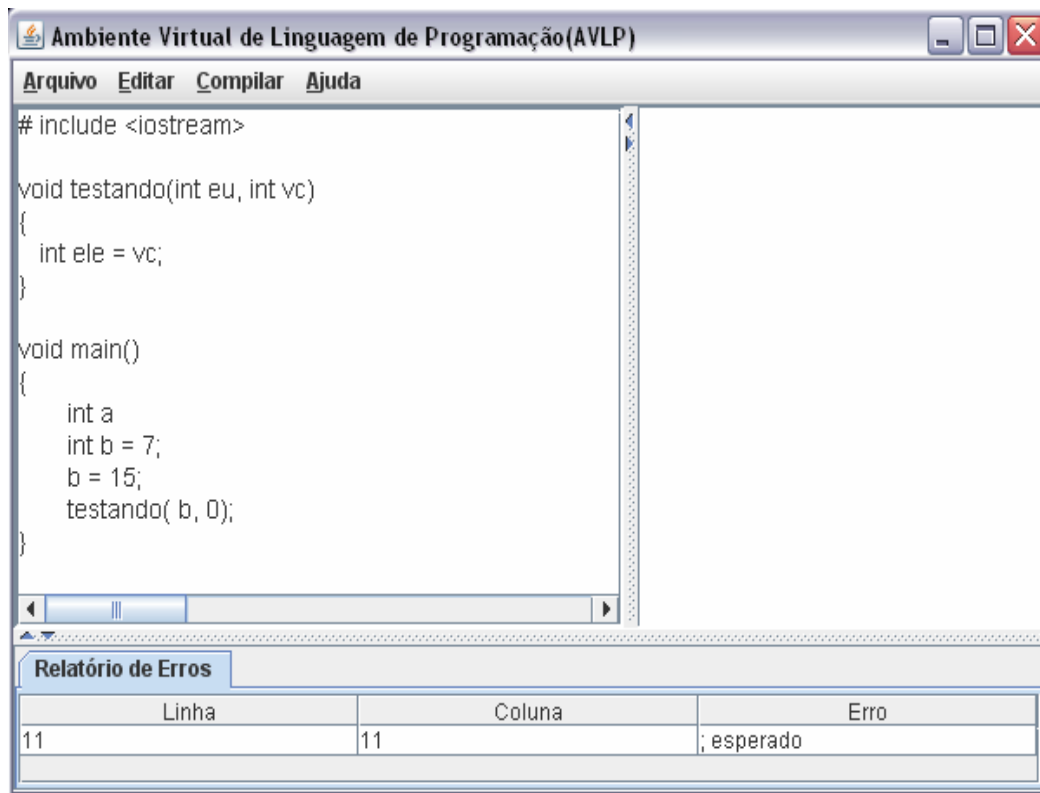 Ambiente Virtual de Linguagem de Programação(AVLP)
Arquivo Editar Compilar Ajuda
# include <iostream>
void testando(int eu, int vc)
{
int ele = vc;
}
void main()
{
int a
int b = 7;
b = 15;
testando( b, 0);
}
Relatório de Erros
Linha Coluna Erro
11 11 ; esperado